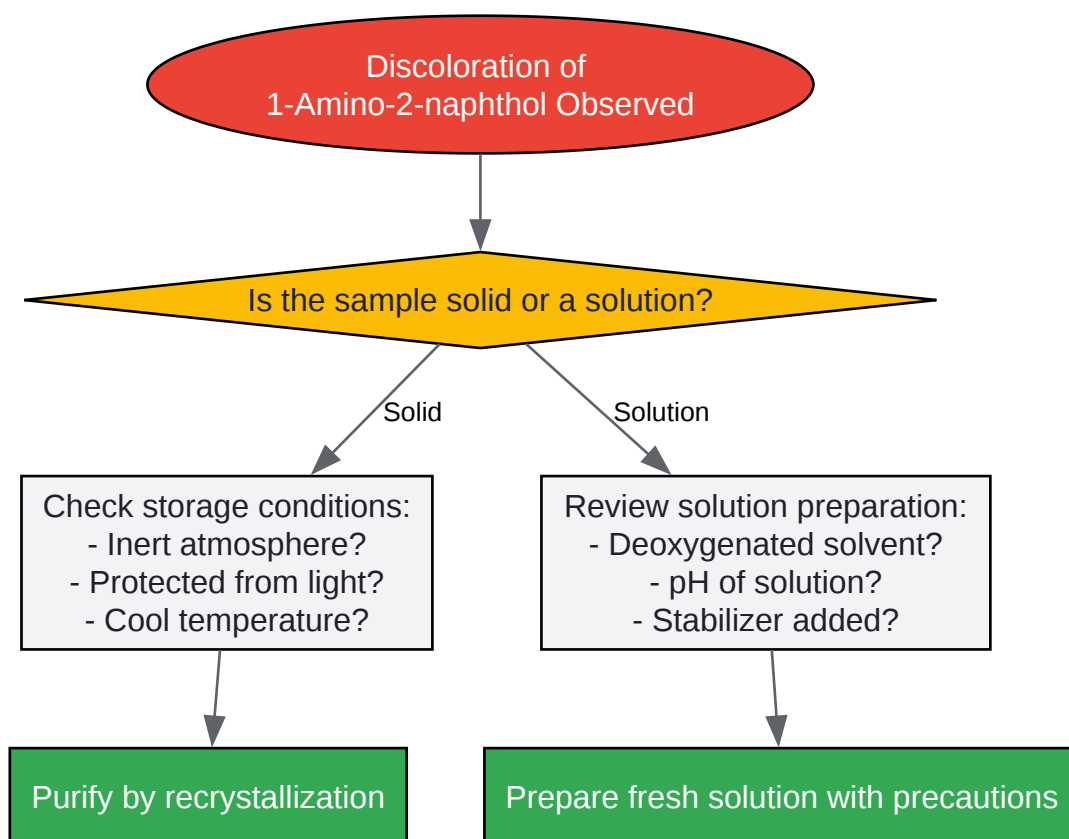 Discoloration of
1-Amino-2-naphthol Observed
Is the sample solid or a solution?
Solid
Solution
Check storage conditions:
- Inert atmosphere?
- Protected from light?
- Cool temperature?
Review solution preparation:
- Deoxygenated solvent?
- pH of solution?
- Stabilizer added?
Purify by recrystallization
Prepare fresh solution with precautions